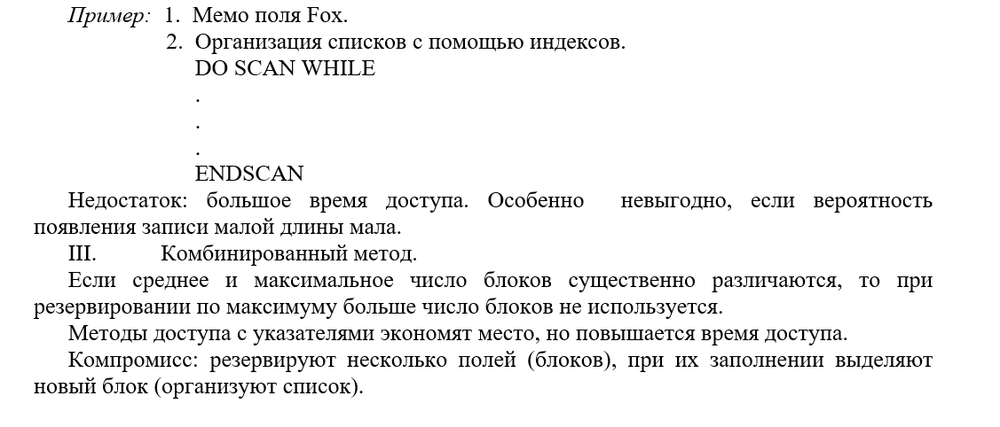 Пример: 1. Мемо поля Fox.
2. Организация списков с помощью индексов.
DO SCAN WHILE
.
.
.
ENDSCAN
Недостаток: большое время доступа. Особенно невыгодно, если вероятность
появления записи малой длины мала.
III. Комбинированный метод.
Если среднее и максимальное число блоков существенно различаются, то при
резервировании по максимуму больше число блоков не используется.
Методы доступа с указателями экономят место, но повышается время доступа.
Компромисс: резервируют несколько полей (блоков), при их заполнении выделяют
новый блок (организуют список).